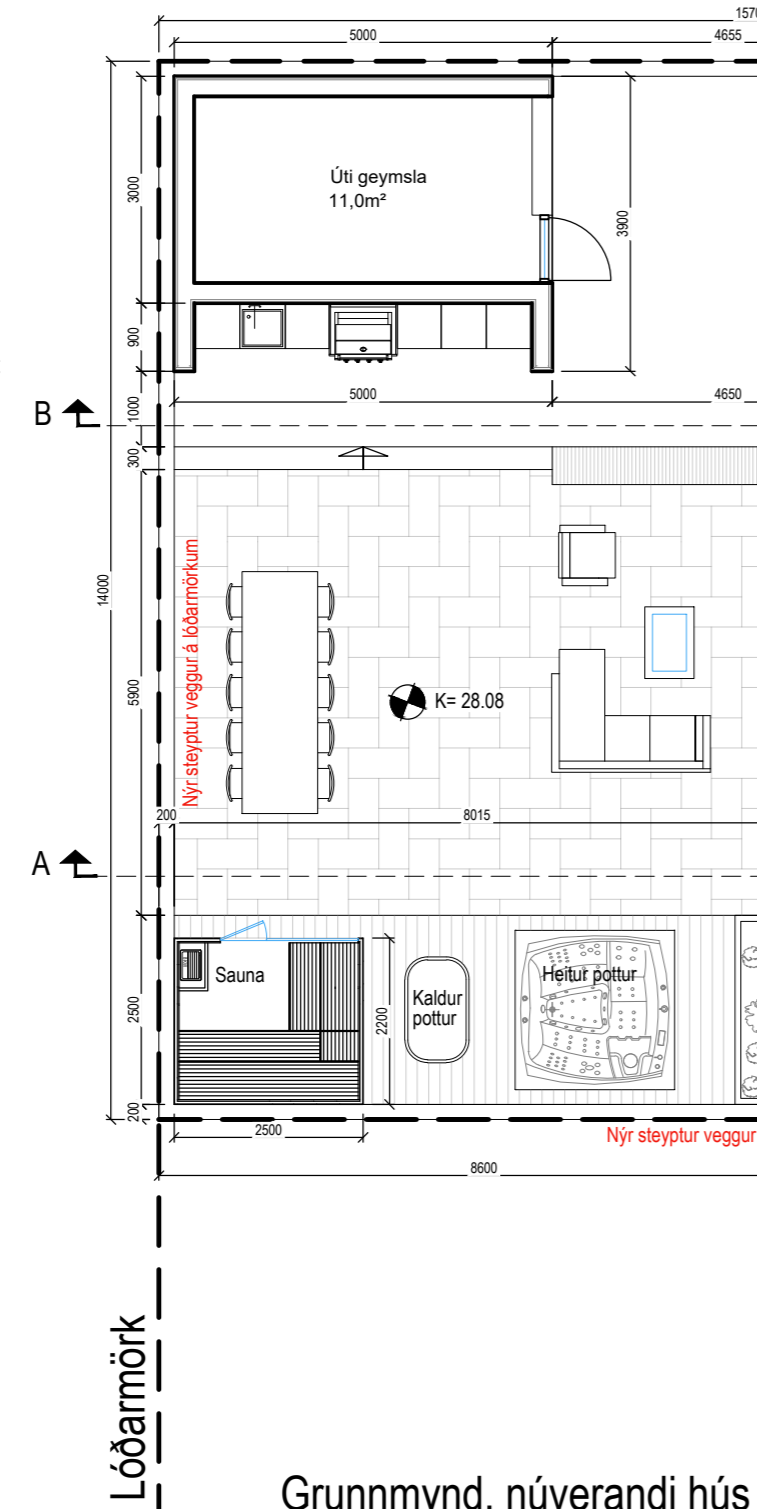 1570
5000
4655
3000
Úti geymsla
11,0m²
3900
900
5000
4650
1000
B
300
Nýr steyptur veggur á lóðarmörkum
14000
5900
K= 28.08
200
8015
A
Sauna
Heitur pottur
Kaldur
pottur
2500
2200
200
2500
Nýr steyptur veggur
8600
Lóðarmörk
Grunnmynd, núverandi hús